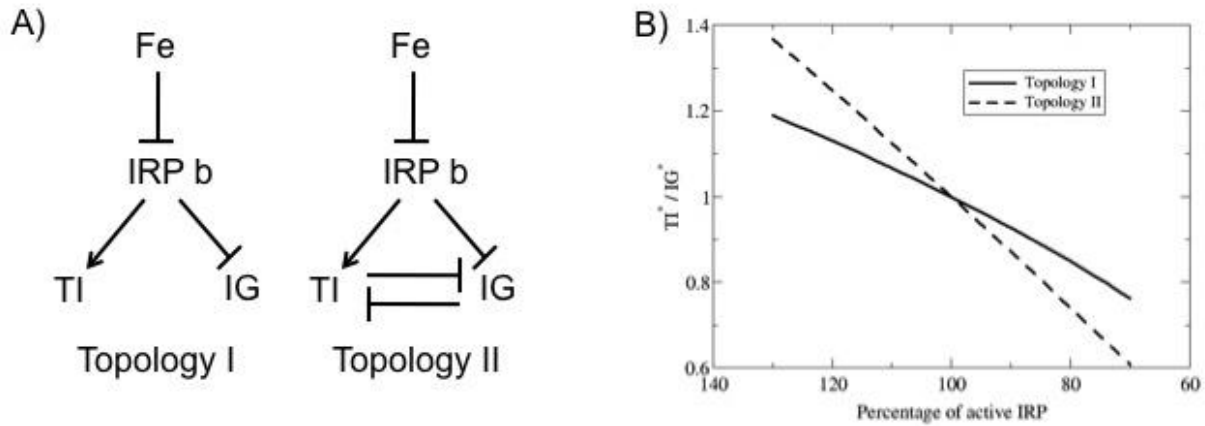 A)
Fe
IRP b
TI
IG
Topology I
Fe
IRP b
TI
IG
Topology II
B)
1.4
1.2
1
0.8
0.6
TI* / IG*
Topology I
Topology II
140
120
100
80
60
Percentage of active IRP